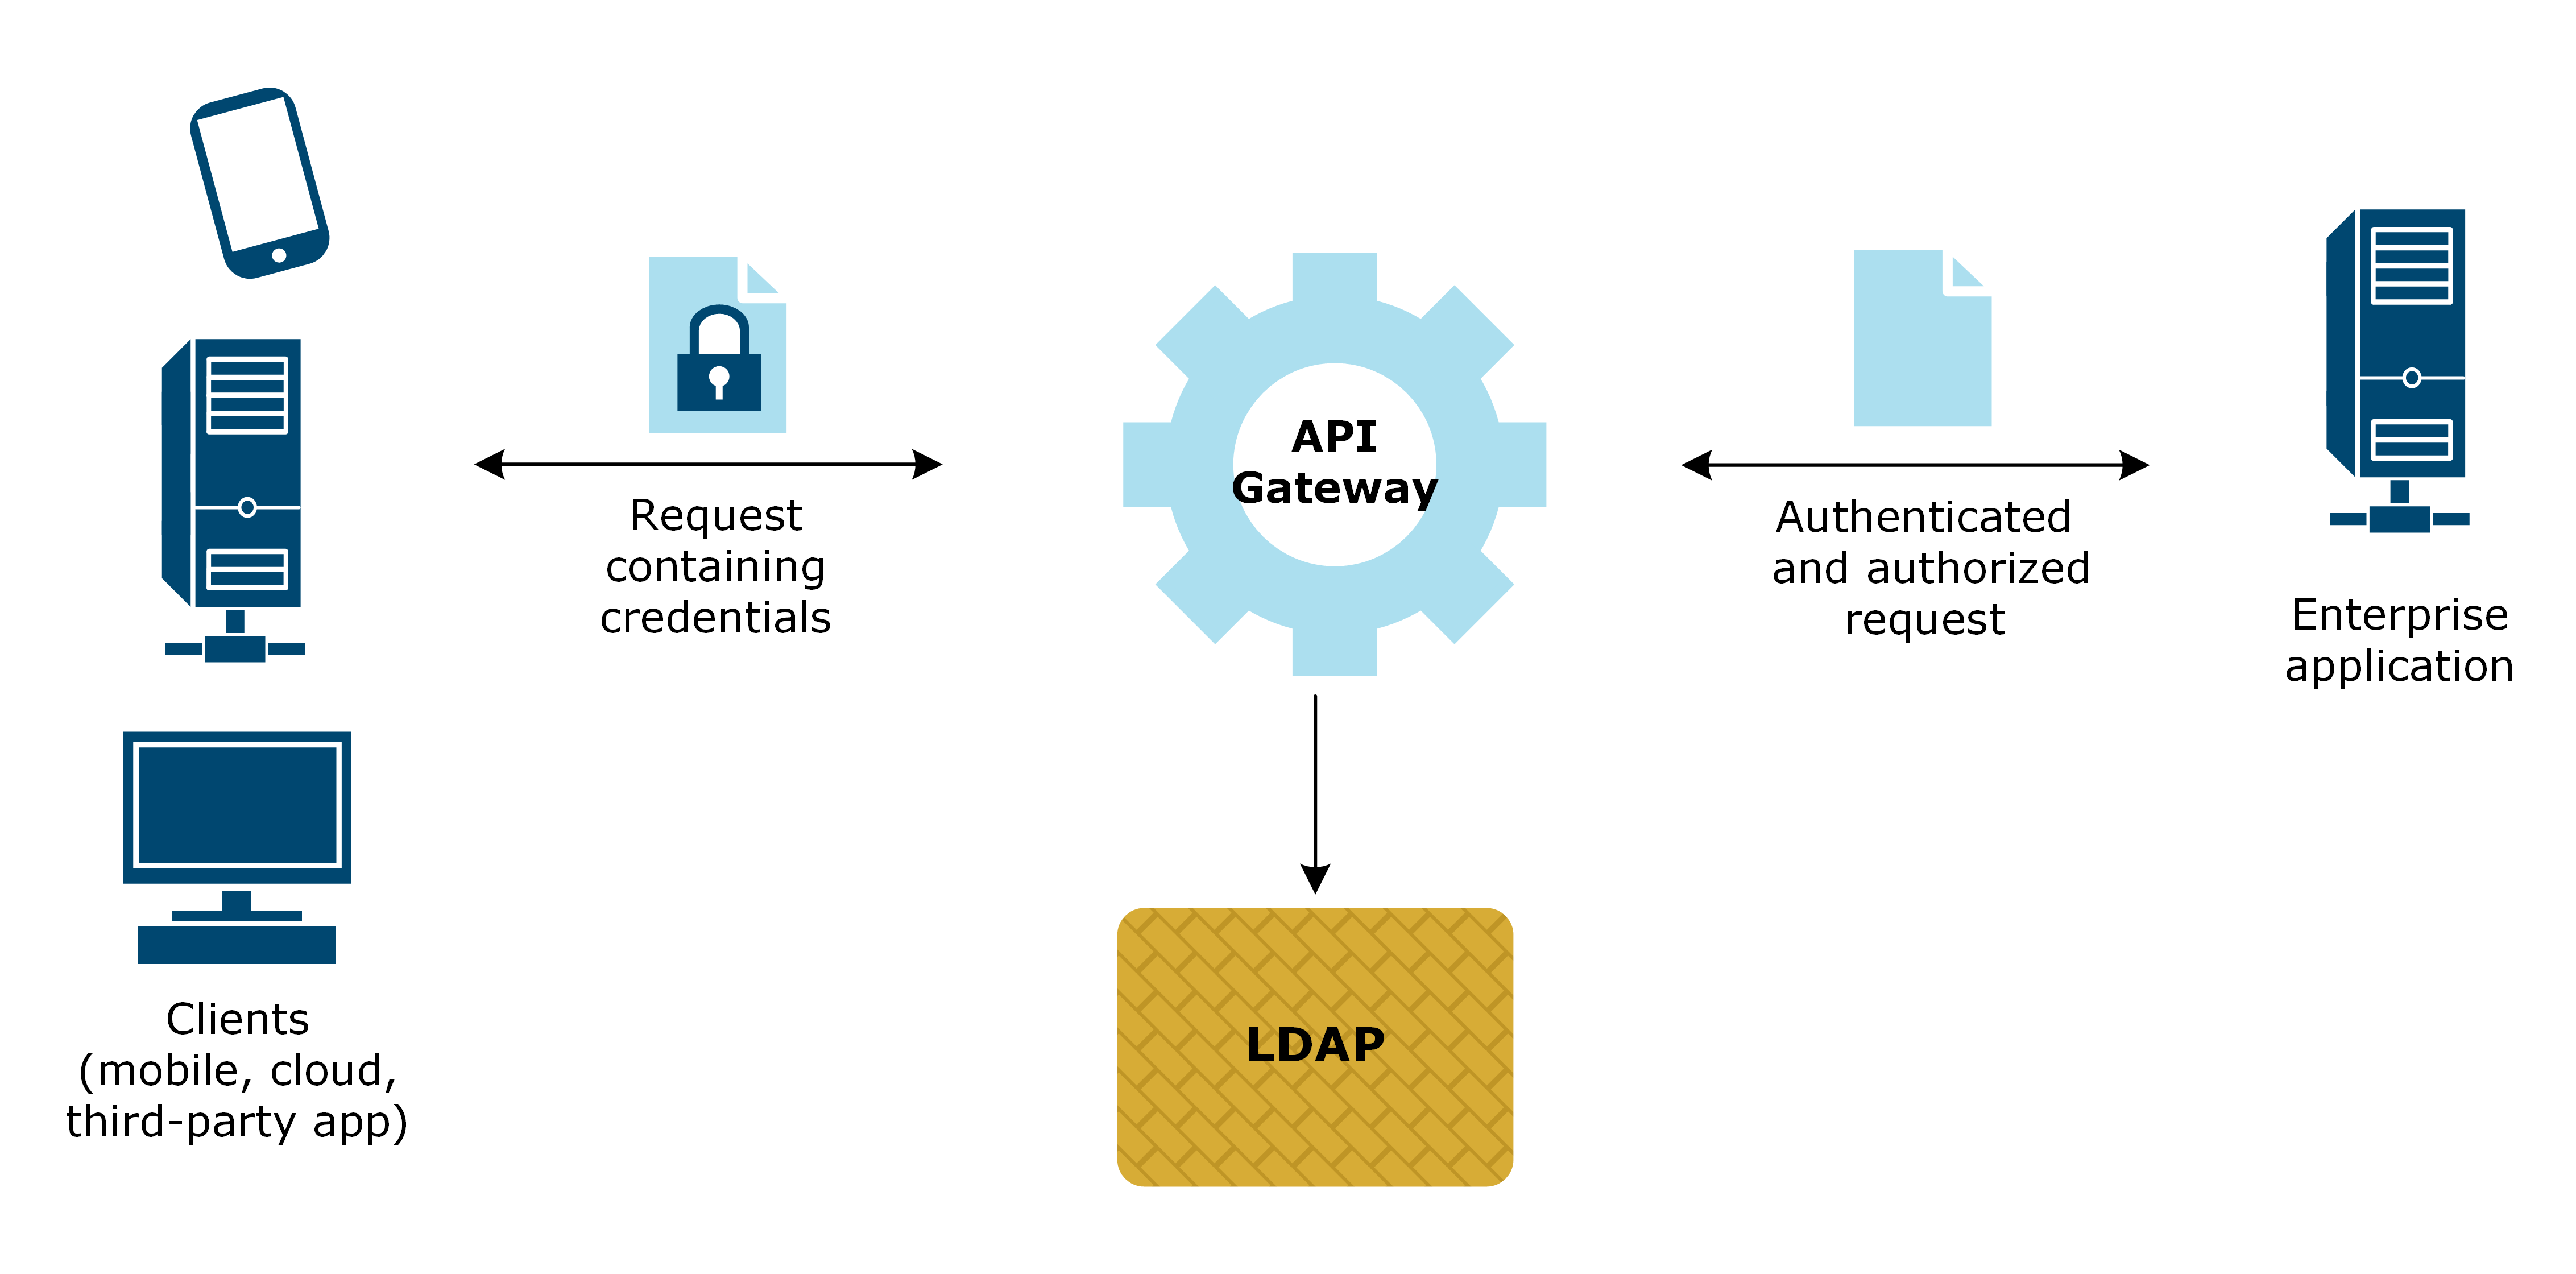 Clients
(mobile, cloud,
third-party app)
Request
containing
credentials
API
Gateway
LDAP
Authenticated
and authorized
request
Enterprise
application